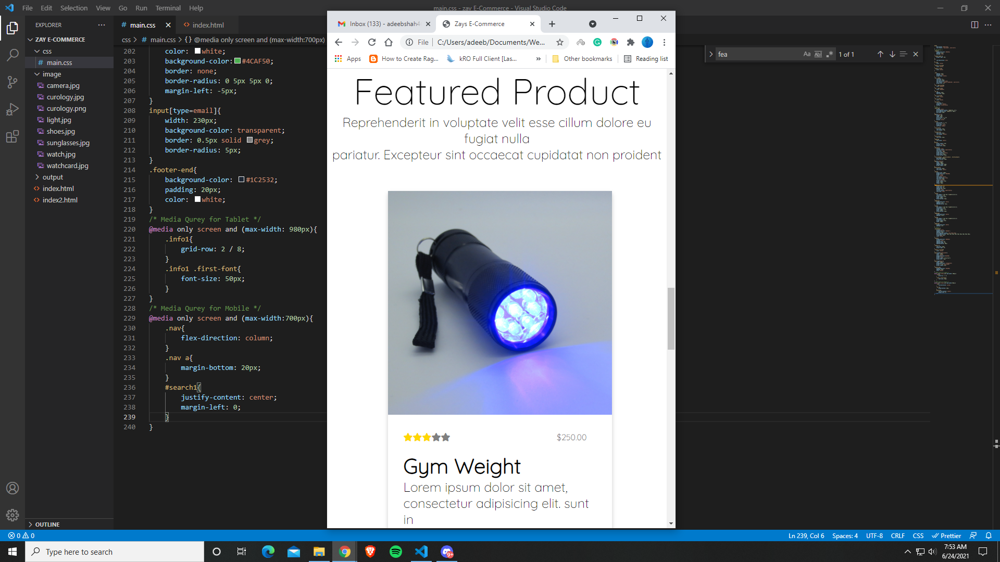 File Edit Selection View Go Run Terminal Help
main.css - zay E-Commerce - Visual Studio Code
EXPLORER
ZAY E-COMMERCE
css
# main.css
image
camera.jpg
curology.jpg
curology.png
light.jpg
shoes.jpg
sunglasses.jpg
watch.jpg
watchcard.jpg
output
<> index.html
<> index2.html
OUTLINE
# main.css
<> index.html
css > # main.css > {} @media only screen and (max-width:700px)
202 color: white;
203 background-color: #4CAF50;
204 border: none;
205 border-radius: 0 5px 5px 0;
206 margin-left: -5px;
207 }
208 input[type=email]{
209 width: 230px;
210 background-color: transparent;
211 border: 0.5px solid grey;
212 border-radius: 5px;
213 }
214 .footer-end{
215 background-color: #1C2532;
216 padding: 20px;
217 color: white;
218 }
219 /* Media Qurey for Tablet */
220 @media only screen and (max-width: 980px){
221 .info1{
222 grid-row: 2 / 8;
223 }
224 .info1 .first-font{
225 font-size: 50px;
226 }
227 }
228 /* Media Qurey for Mobile */
229 @media only screen and (max-width:700px){
230 .nav{
231 flex-direction: column;
232 }
233 .nav a{
234 margin-bottom: 20px;
235 }
236 #search1{
237 justify-content: center;
238 margin-left: 0;
239 }
240 }
fea
Aa Abl .* 1 of 1
Inbox (133) - adeebshah4
Zays E-Commerce
File C:/Users/adeeb/Documents/We...
Apps How to Create Rag... kRO Full Client [Las... » Other bookmarks Reading list
Featured Product
Reprehenderit in voluptate velit esse cillum dolore eu
fugiat nulla
pariatur. Excepteur sint occaecat cupidatat non proident
$250.00
Gym Weight
Lorem ipsum dolor sit amet,
consectetur adipisicing elit. sunt
in
0 0
Ln 239, Col 6 Spaces: 4 UTF-8 CRLF CSS Prettier
Type here to search
9+
7:53 AM
6/24/2021